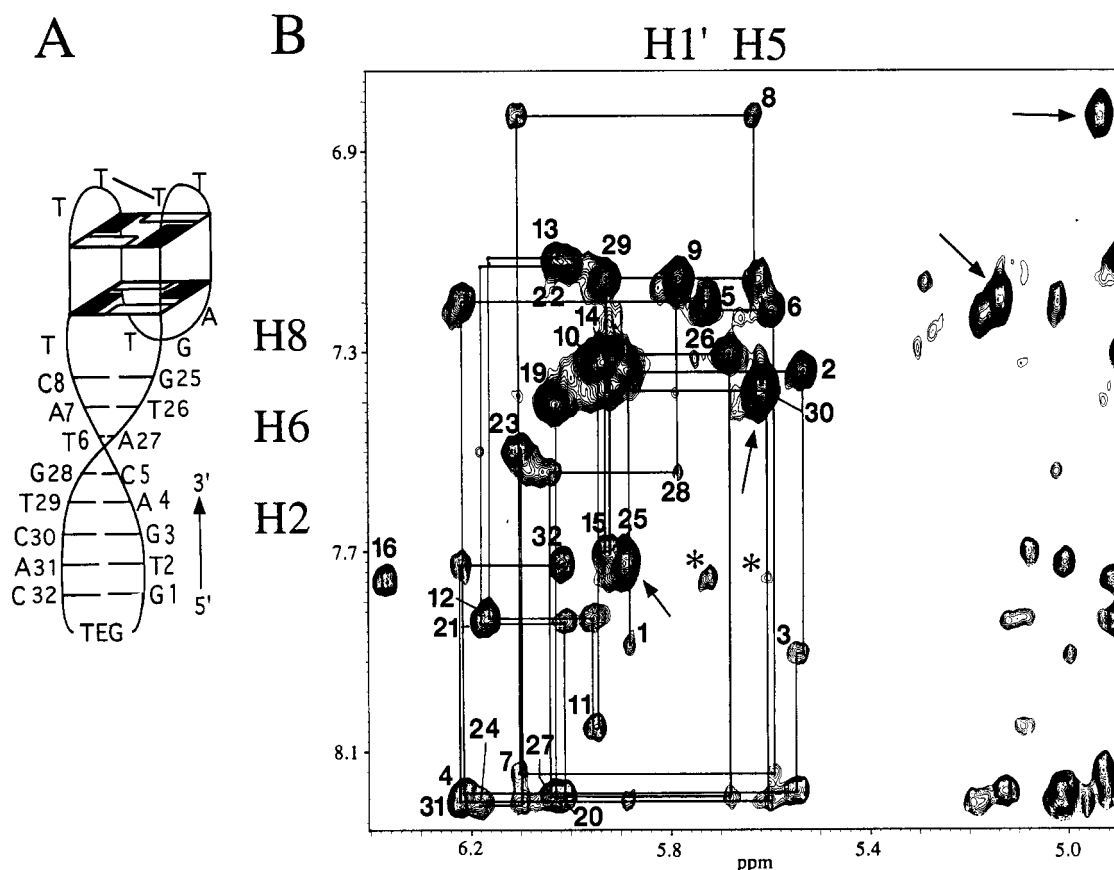 A
B
H1' H5
T
T
T
T
A
T
T
G
C8
G25
A7
T26
T6
A27
G28
C5
T29
A 4
C30
G3
A31
T2
C32
G1
TEG
3'
5'
H8
H6
H2
6.9
7.3
7.7
8.1
8
13
29
9
22
5
6
14
10
26
2
19
30
23
28
32
15
25
16
*
*
12
21
1
3
11
24
7
27
4
31
20
6.2
5.8
5.4
5.0
ppm